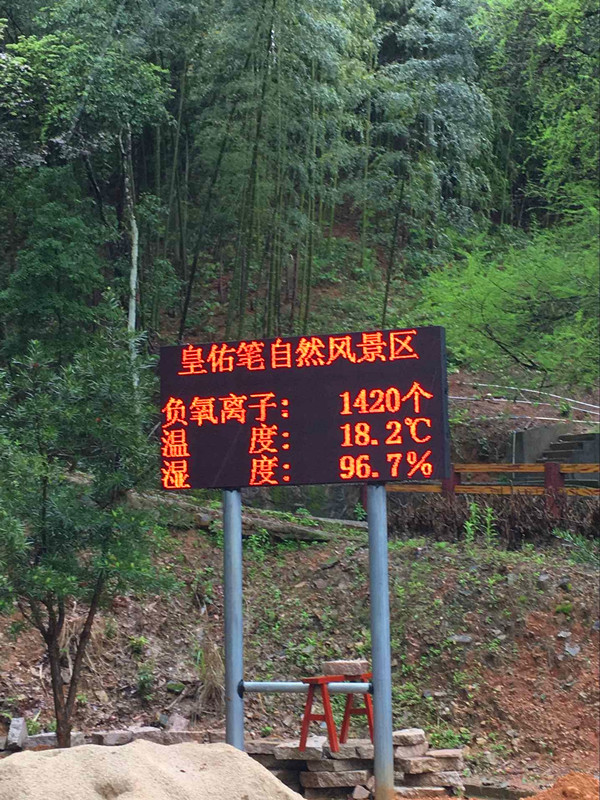 皇佑笔自然风景区
负氧离子: 1420个
温度: 18.2℃
湿度: 96.7%